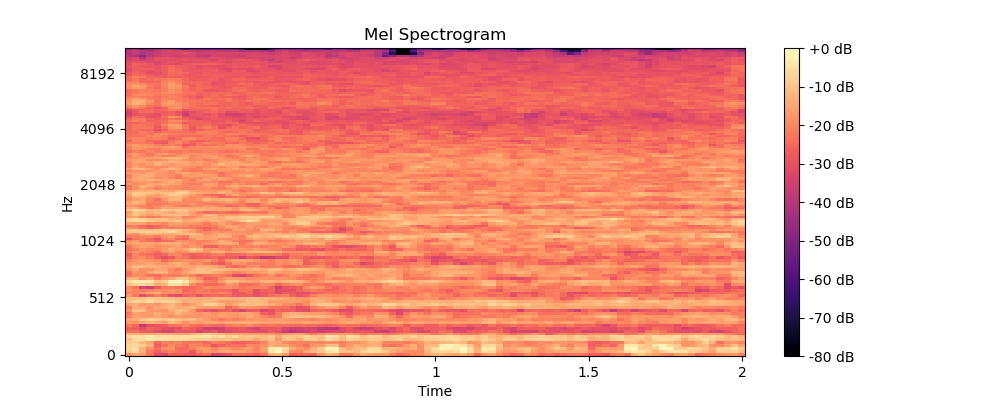 Mel Spectrogram
Hz
8192
4096
2048
1024
512
0
0
0.5
1
1.5
2
Time
+0 dB
-10 dB
-20 dB
-30 dB
-40 dB
-50 dB
-60 dB
-70 dB
-80 dB